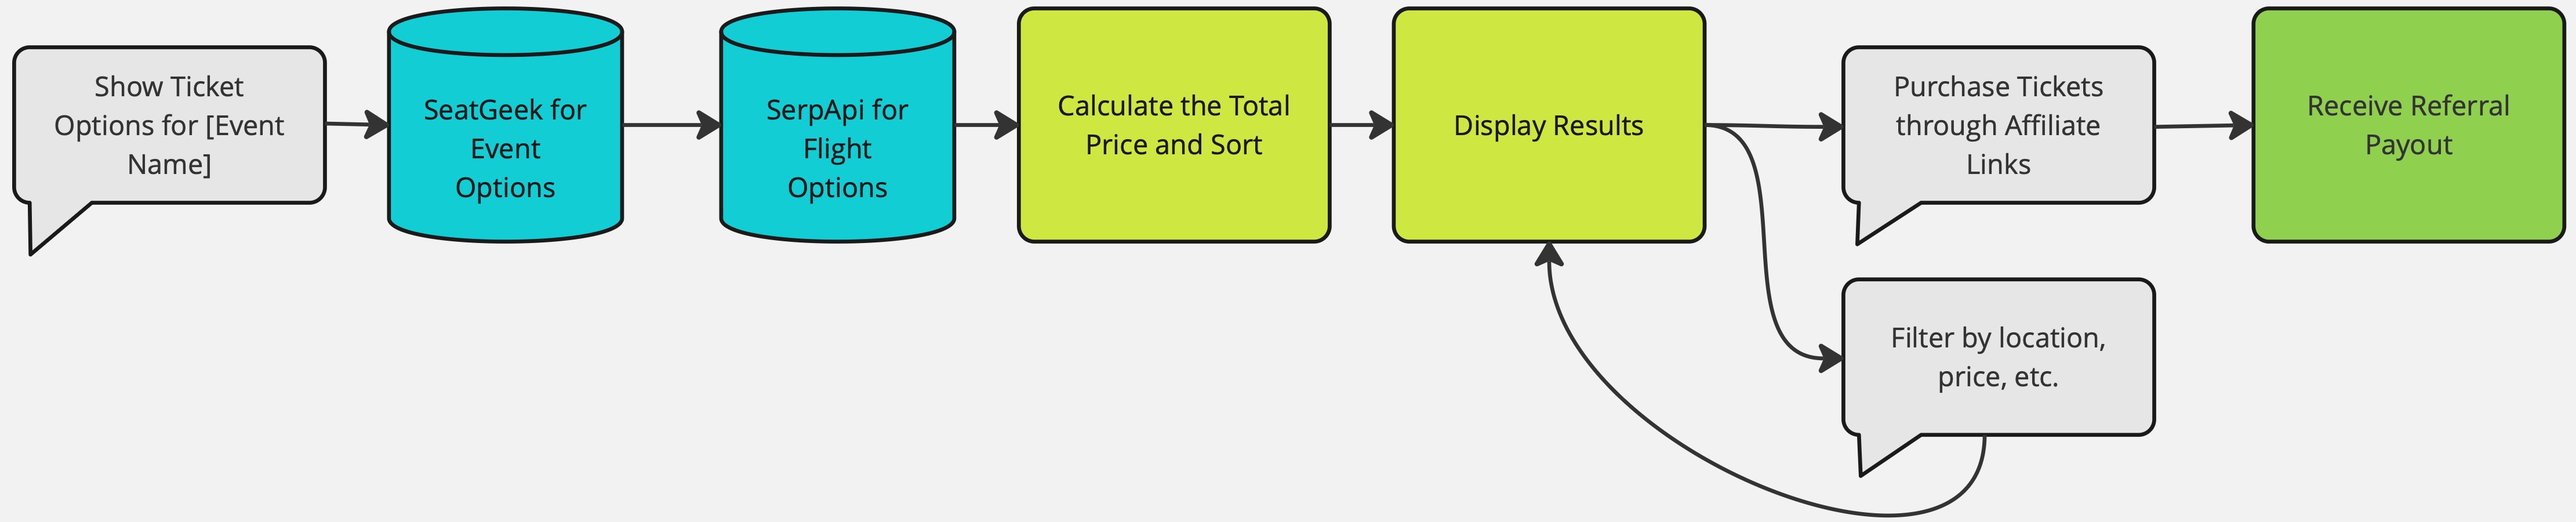 Show Ticket
Options for [Event
Name]
SeatGeek for
Event
Options
SerpApi for
Flight
Options
Calculate the Total
Price and Sort
Display Results
Purchase Tickets
through Affiliate
Links
Receive Referral
Payout
Filter by location,
price, etc.